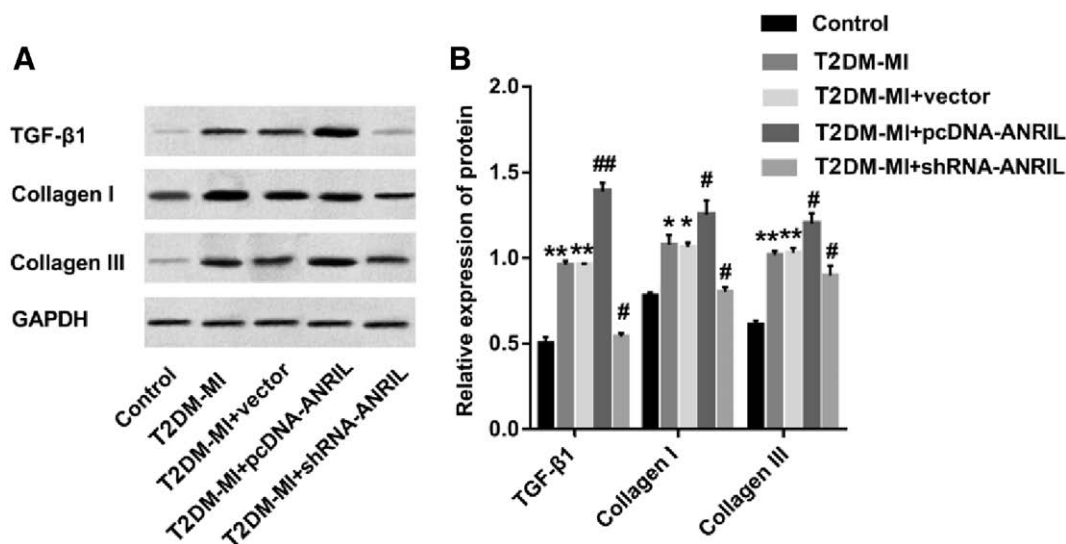 A
TGF-β1
Collagen I
Collagen III
GAPDH
Control
T2DM-MI
T2DM-MI+vector
T2DM-MI+pcDNA-ANRIL
T2DM-MI+shRNA-ANRIL
B
Control
T2DM-MI
T2DM-MI+vector
T2DM-MI+pcDNA-ANRIL
T2DM-MI+shRNA-ANRIL
Relative expression of protein
2.0
1.5
1.0
0.5
0.0
** ** ## #
* * # #
** ** # #
TGF-β1
Collagen I
Collagen III